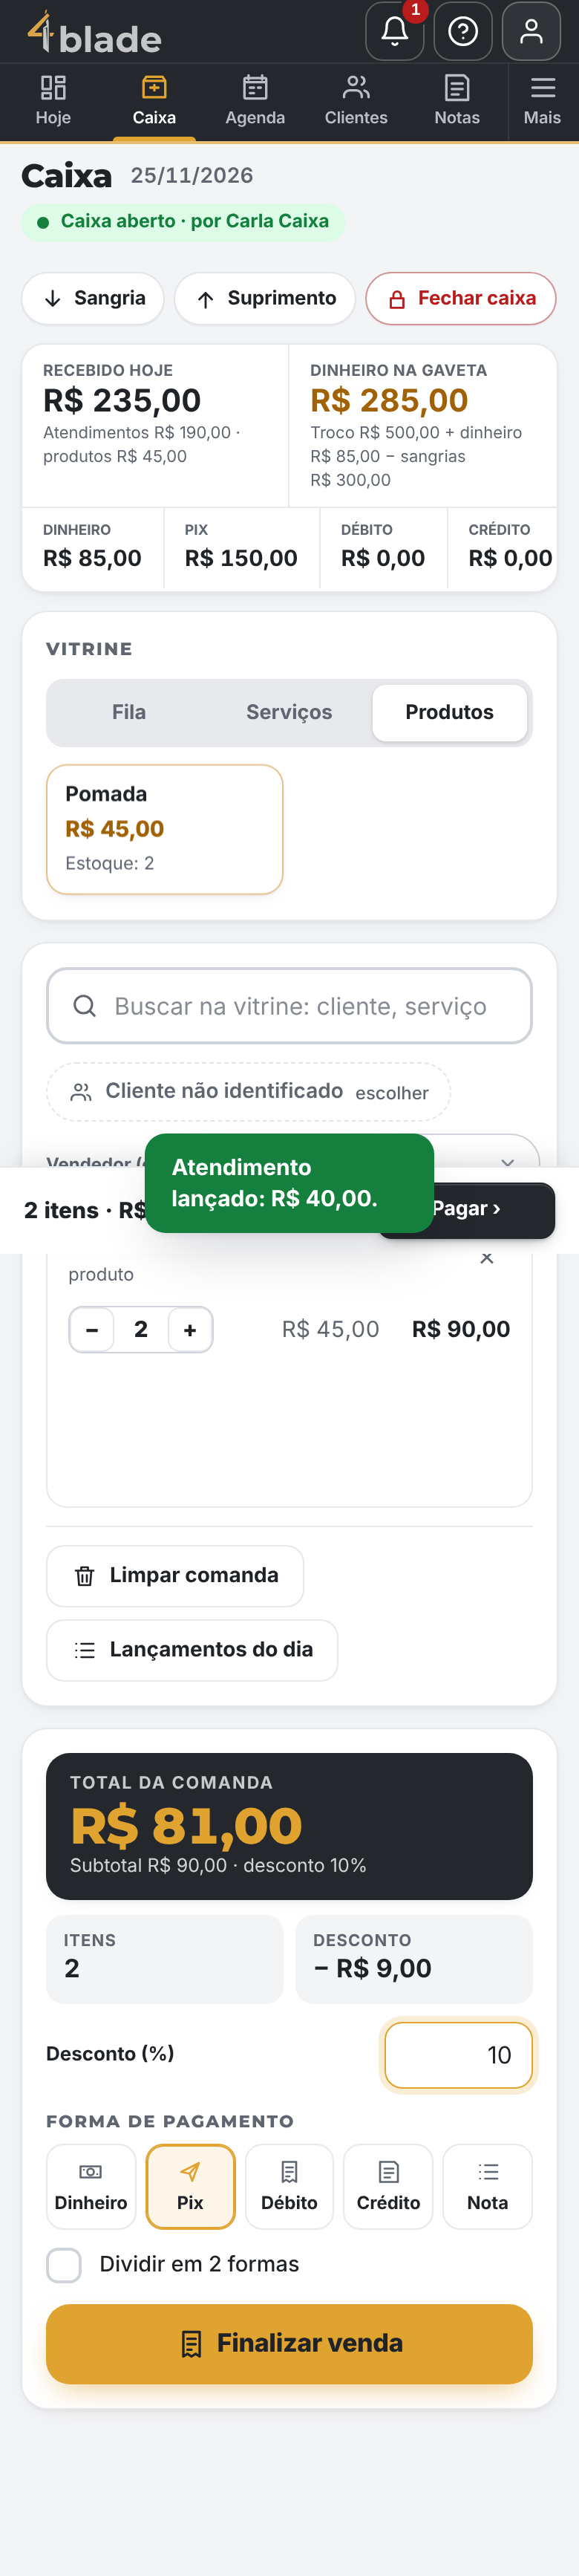 4blade
1
Hoje
Caixa
Agenda
Clientes
Notas
Mais
Caixa 25/11/2026
Caixa aberto · por Carla Caixa
Sangria
Suprimento
Fechar caixa
RECEBIDO HOJE
R$ 235,00
Atendimentos R$ 190,00 ·
produtos R$ 45,00
DINHEIRO NA GAVETA
R$ 285,00
Troco R$ 500,00 + dinheiro
R$ 85,00 − sangrias
R$ 300,00
DINHEIRO
R$ 85,00
PIX
R$ 150,00
DÉBITO
R$ 0,00
CRÉDITO
R$ 0,00
VITRINE
Fila
Serviços
Produtos
Pomada
R$ 45,00
Estoque: 2
Buscar na vitrine: cliente, serviço
Cliente não identificado escolher
Vendedor
Atendimento
lançado: R$ 40,00.
2 itens · R$
Pagar ›
×
produto
− 2 + R$ 45,00 R$ 90,00
Limpar comanda
Lançamentos do dia
TOTAL DA COMANDA
R$ 81,00
Subtotal R$ 90,00 · desconto 10%
ITENS
2
DESCONTO
− R$ 9,00
Desconto (%)
10
FORMA DE PAGAMENTO
Dinheiro
Pix
Débito
Crédito
Nota
Dividir em 2 formas
Finalizar venda